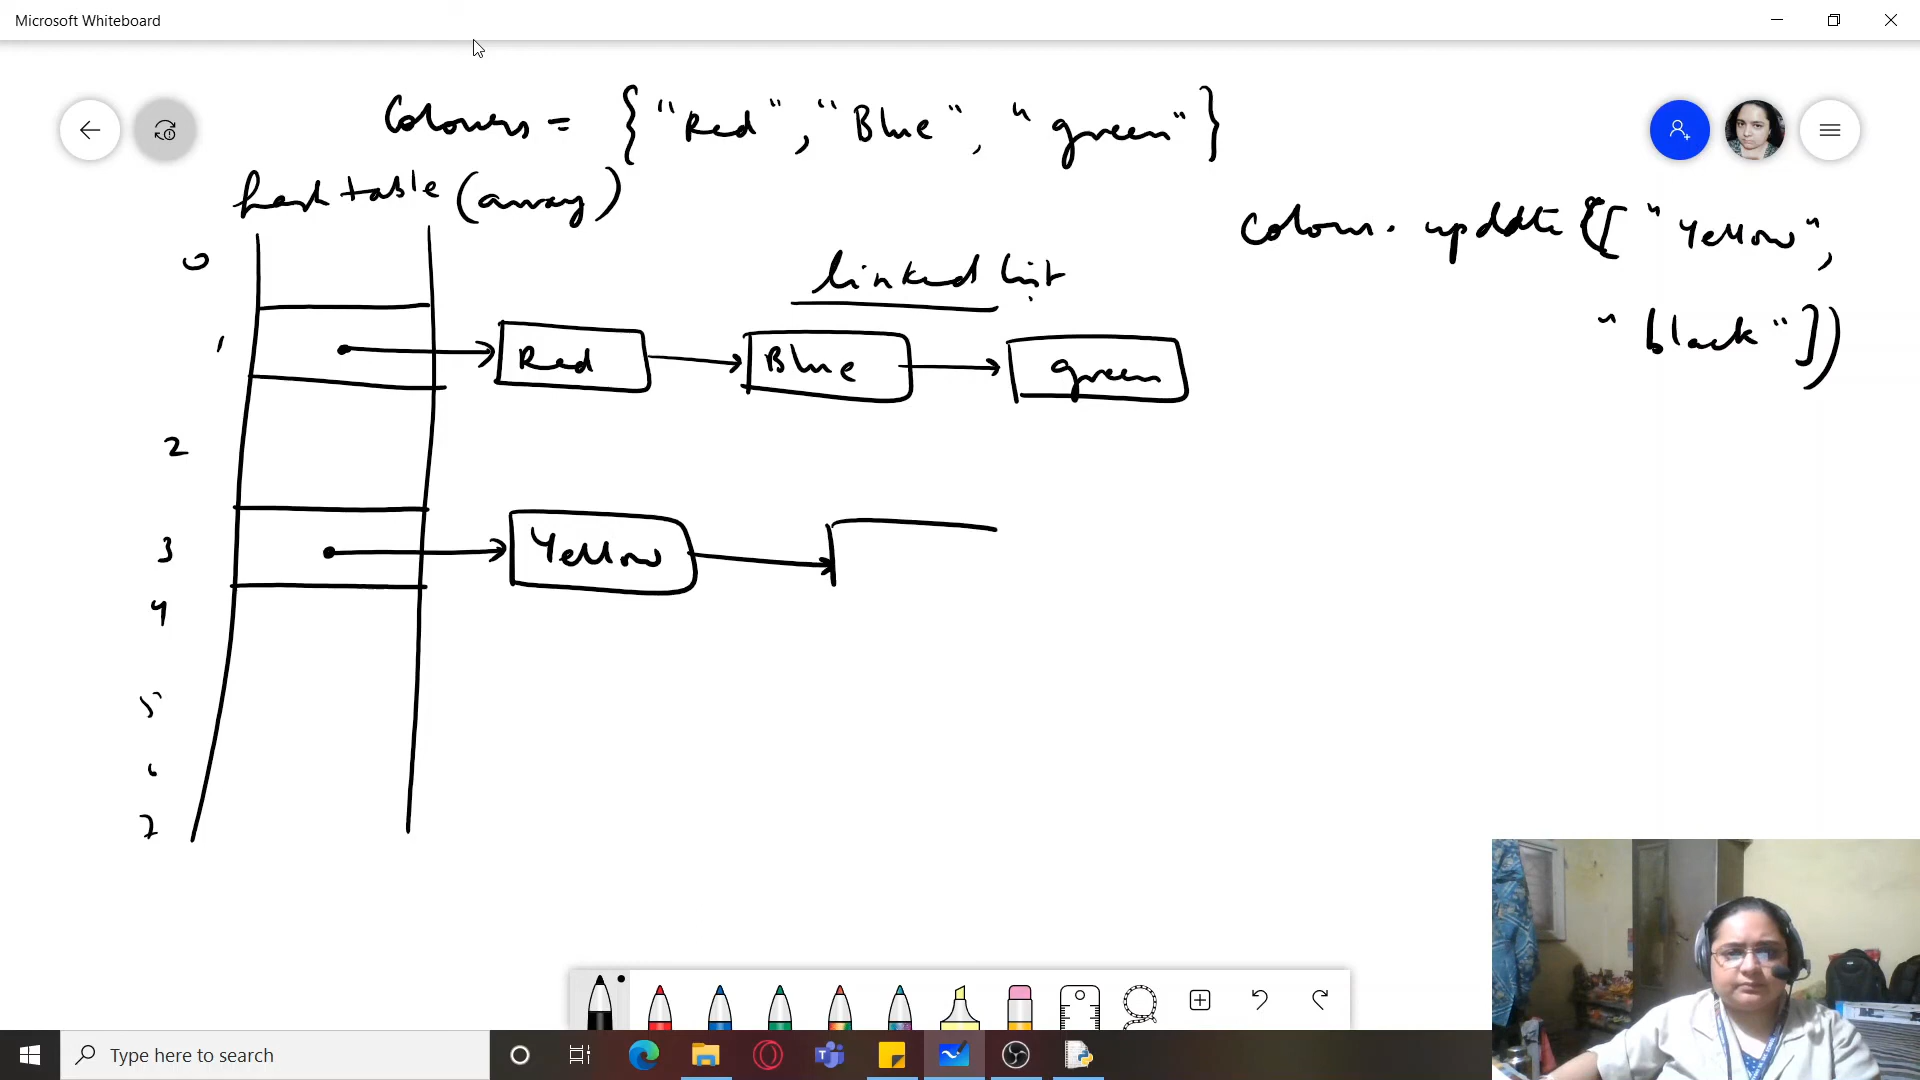 Microsoft Whiteboard
Colours = {"Red", "Blue", "green"}
hash table (array)
colours. update ([ "Yellow",
"black"])
linked list
0
1
Red
Blue
green
2
3
Yellow
4
5
6
7
Type here to search